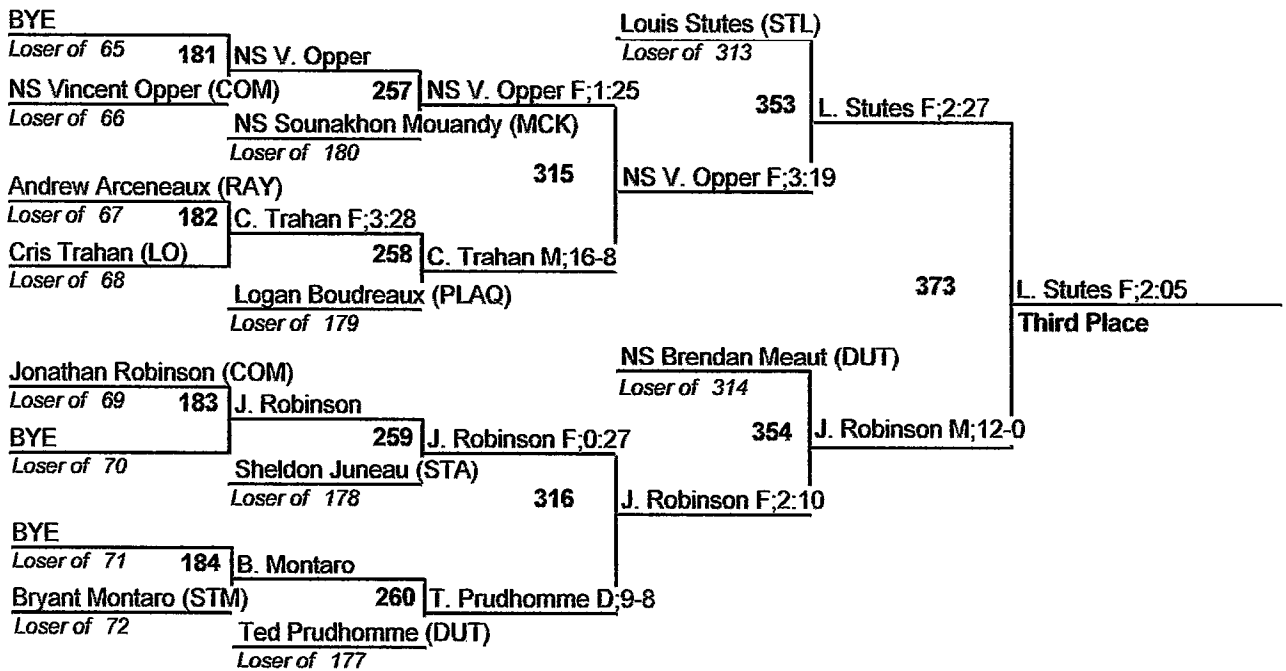 BYE
Loser of 65
181
NS V. Opper
NS Vincent Opper (COM)
Loser of 66
257
NS V. Opper F;1:25
NS Sounakhon Mouandy (MCK)
Loser of 180
Andrew Arceneaux (RAY)
Loser of 67
182
C. Trahan F;3:28
Cris Trahan (LO)
Loser of 68
258
C. Trahan M;16-8
Logan Boudreaux (PLAQ)
Loser of 179
315
NS V. Opper F;3:19
Louis Stutes (STL)
Loser of 313
353
L. Stutes F;2:27
373
L. Stutes F;2:05
Third Place
Jonathan Robinson (COM)
Loser of 69
183
J. Robinson
BYE
Loser of 70
259
J. Robinson F;0:27
Sheldon Juneau (STA)
Loser of 178
BYE
Loser of 71
184
B. Montaro
Bryant Montaro (STM)
Loser of 72
260
T. Prudhomme D;9-8
Ted Prudhomme (DUT)
Loser of 177
316
J. Robinson F;2:10
NS Brendan Meaut (DUT)
Loser of 314
354
J. Robinson M;12-0